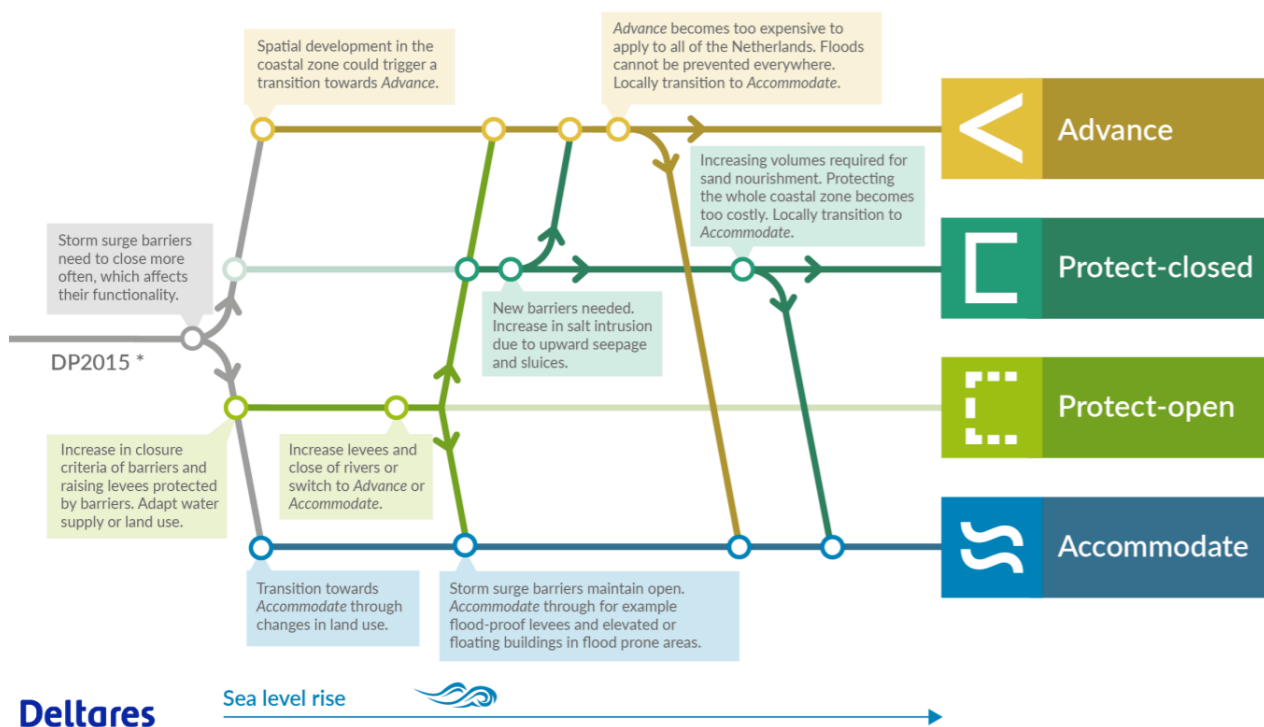 Spatial development in the
coastal zone could trigger a
transition towards Advance.
Advance becomes too expensive to
apply to all of the Netherlands. Floods
cannot be prevented everywhere.
Locally transition to Accommodate.
Advance
Increasing volumes required for
sand nourishment. Protecting
the whole coastal zone becomes
too costly. Locally transition to
Accommodate.
Storm surge barriers
need to close more
often, which affects
their functionality.
Protect-closed
New barriers needed.
Increase in salt intrusion
due to upward seepage
and sluices.
DP2015 *
Protect-open
Increase in closure
criteria of barriers and
raising levees protected
by barriers. Adapt water
supply or land use.
Increase levees and
close of rivers or
switch to Advance or
Accommodate.
Accommodate
Transition towards
Accommodate through
changes in land use.
Storm surge barriers maintain open.
Accommodate through for example
flood-proof levees and elevated or
floating buildings in flood prone areas.
Deltares
Sea level rise